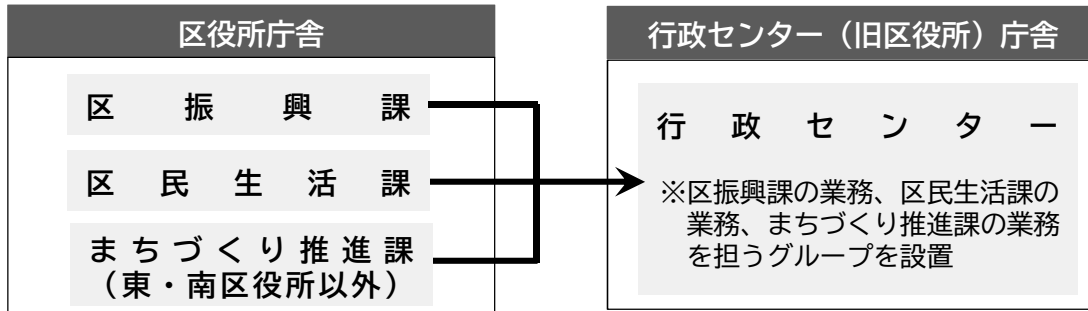 区役所庁舎
区振興課
区民生活課
まちづくり推進課
（東・南区役所以外）
行政センター（旧区役所）庁舎
行政センター
※区振興課の業務、区民生活課の
業務、まちづくり推進課の業務
を担うグループを設置